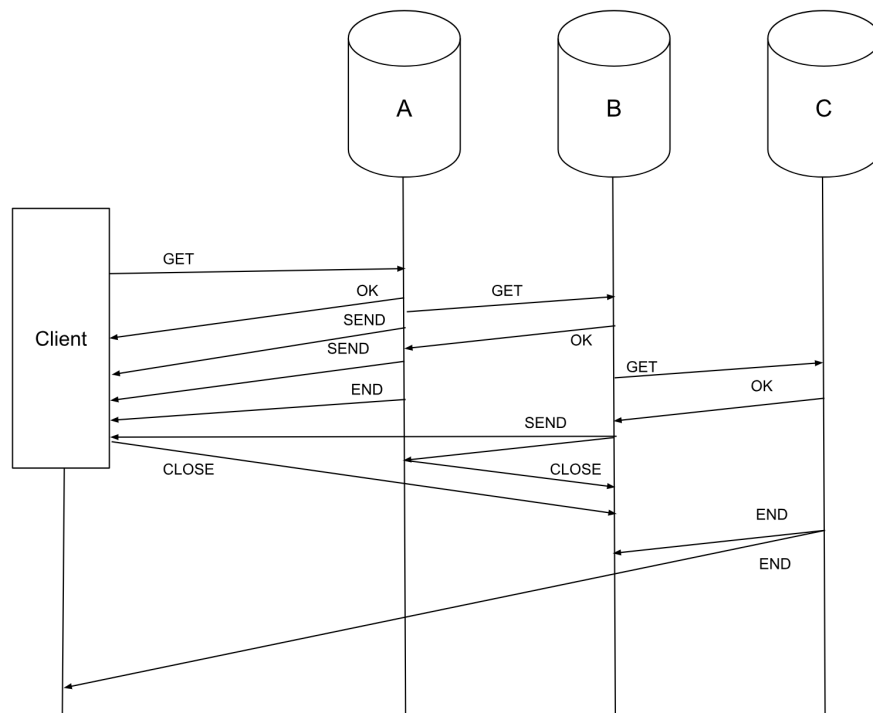 A
B
C
GET
OK
GET
SEND
Client
SEND
OK
GET
OK
END
SEND
CLOSE
CLOSE
END
END